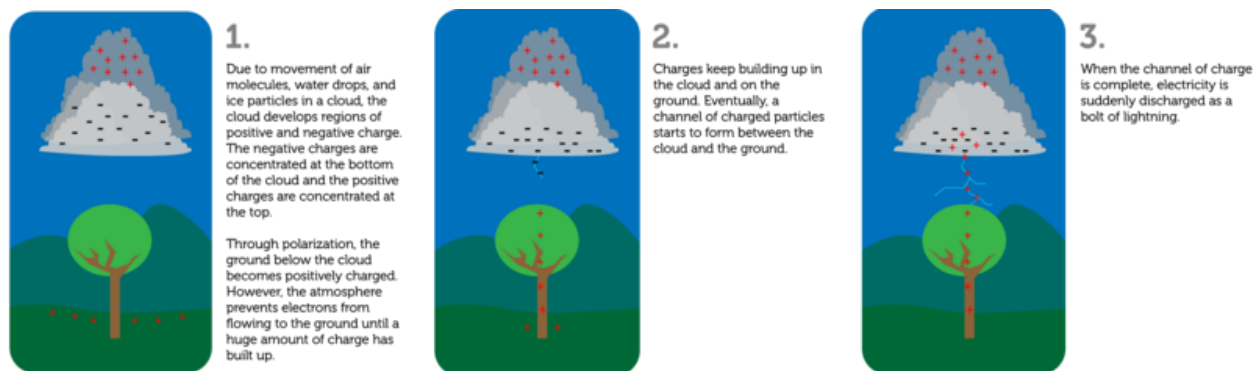 1.
Due to movement of air
molecules, water drops, and
ice particles in a cloud, the
cloud develops regions of
positive and negative charge.
The negative charges are
concentrated at the bottom
of the cloud and the positive
charges are concentrated at
the top.
Through polarization, the
ground below the cloud
becomes positively charged.
However, the atmosphere
prevents electrons from
flowing to the ground until a
huge amount of charge has
built up.
2.
Charges keep building up in
the cloud and on the
ground. Eventually, a
channel of charged particles
starts to form between the
cloud and the ground.
3.
When the channel of charge
is complete, electricity is
suddenly discharged as a
bolt of lightning.